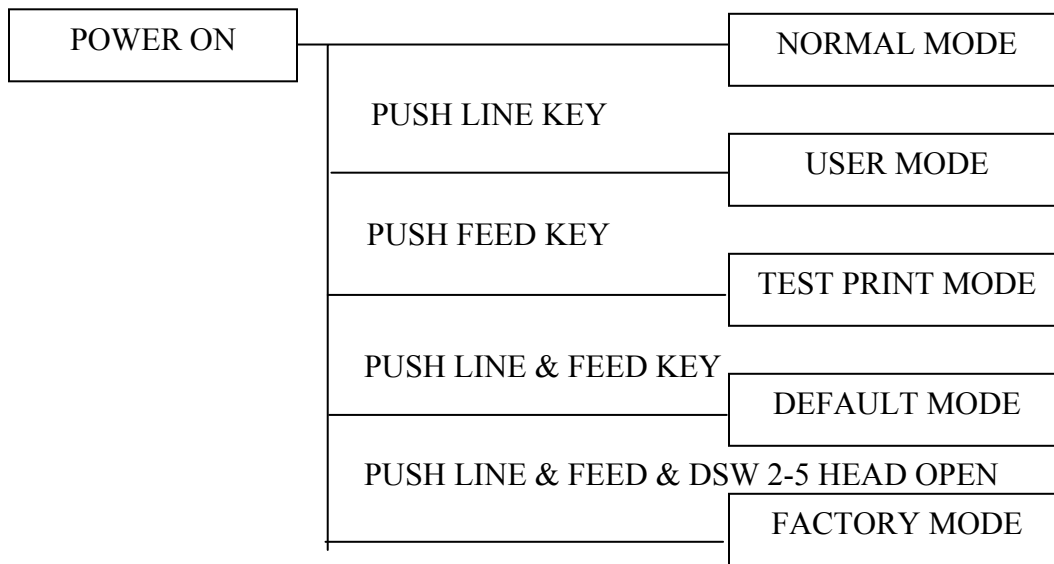 POWER ON
NORMAL MODE
PUSH LINE KEY
USER MODE
PUSH FEED KEY
TEST PRINT MODE
PUSH LINE & FEED KEY
DEFAULT MODE
PUSH LINE & FEED & DSW 2-5 HEAD OPEN
FACTORY MODE